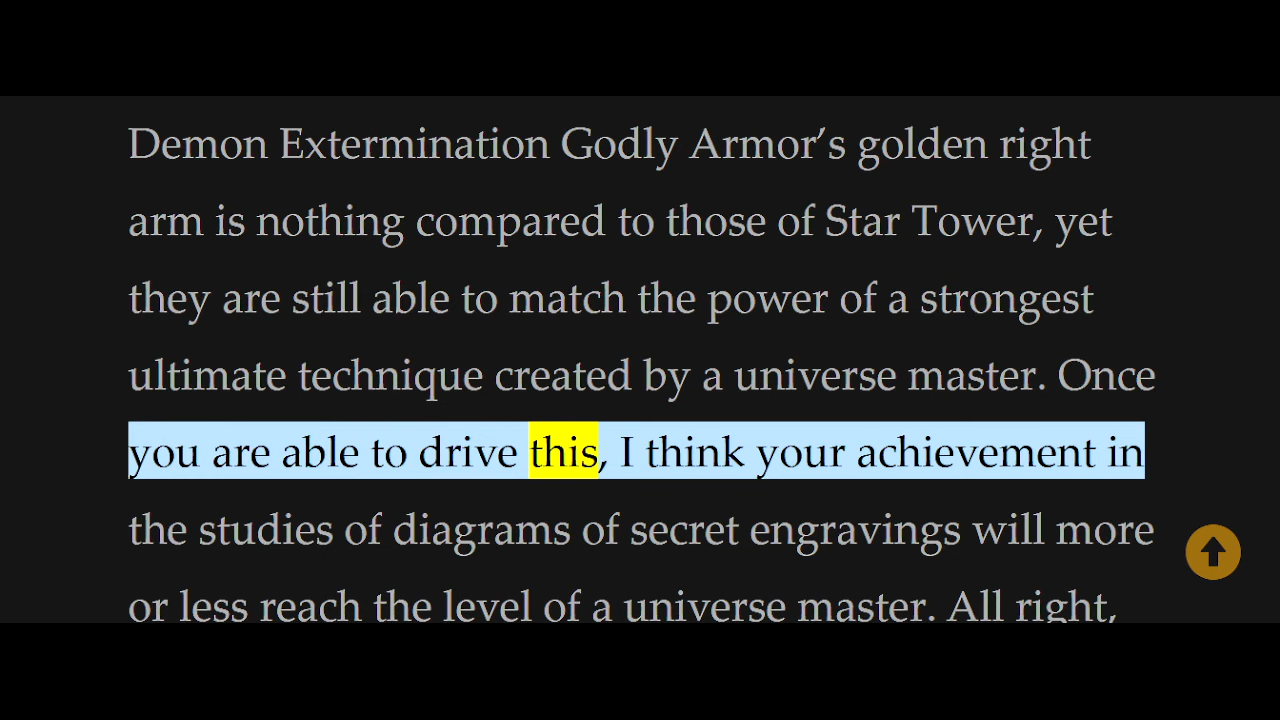 Demon Extermination Godly Armor’s golden right
arm is nothing compared to those of Star Tower, yet
they are still able to match the power of a strongest
ultimate technique created by a universe master. Once
you are able to drive this, I think your achievement in
the studies of diagrams of secret engravings will more
or less reach the level of a universe master. All right,